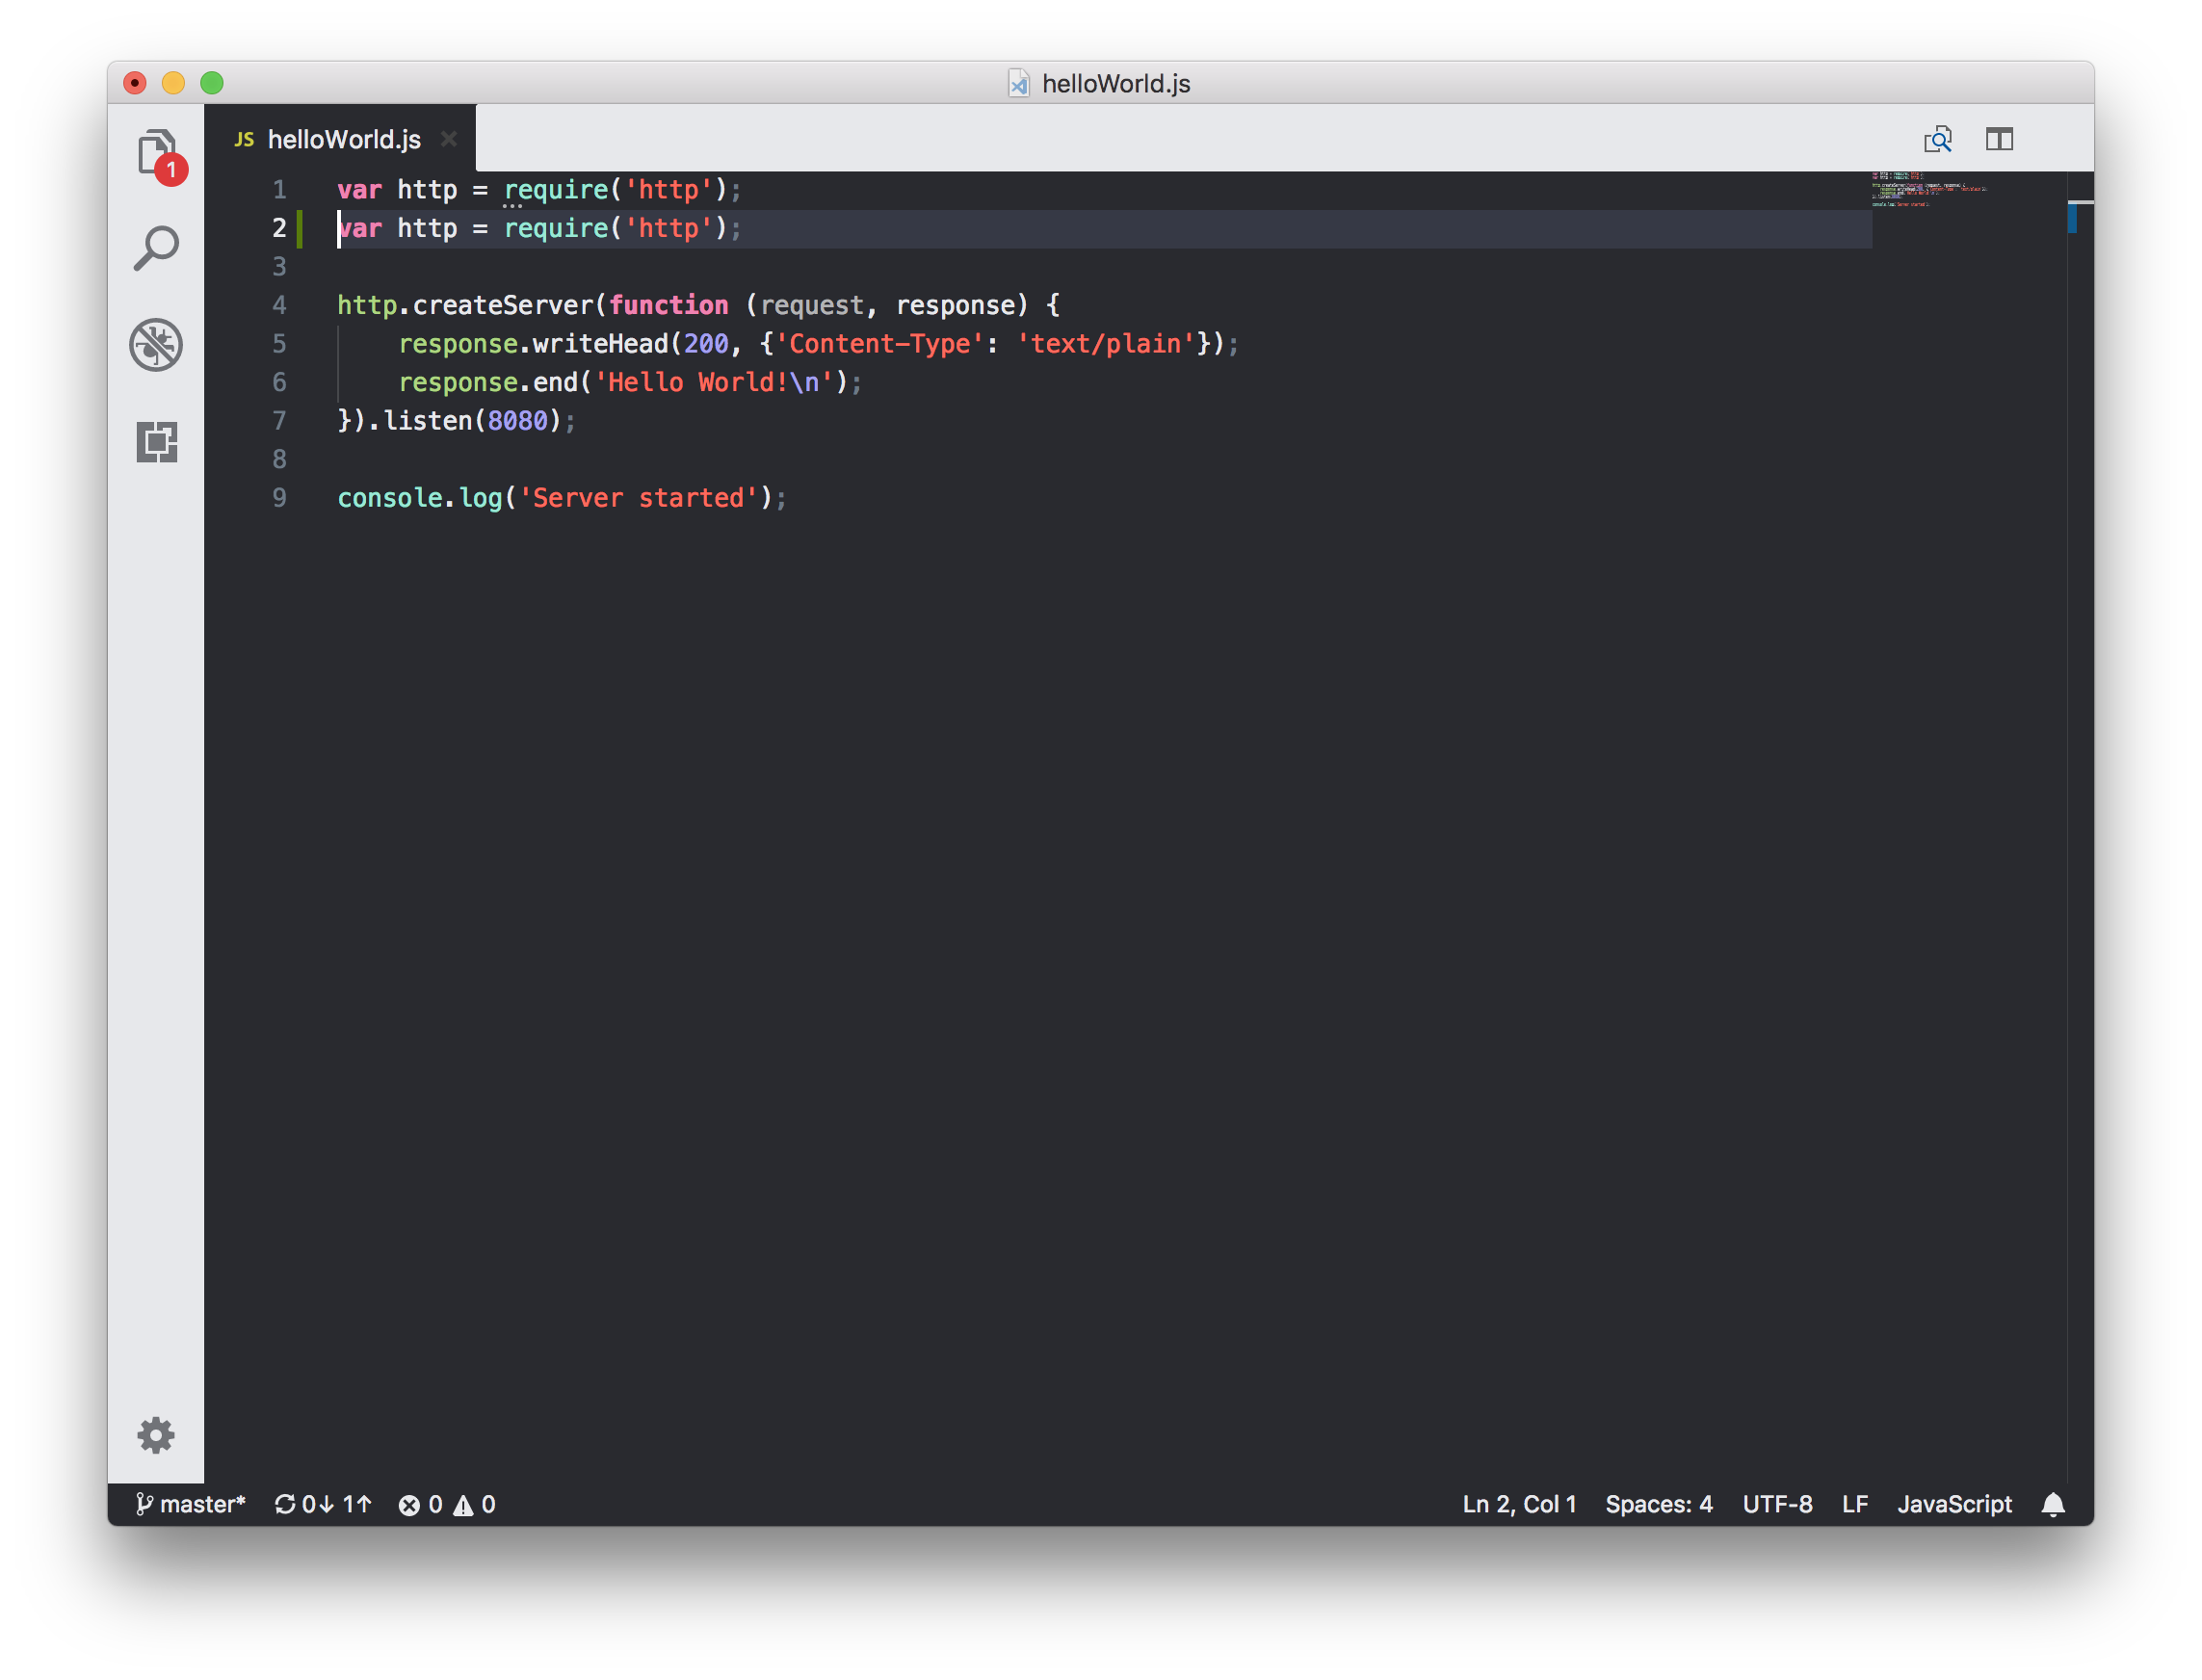 helloWorld.js
JS helloWorld.js
1
1 var http = require('http');
2 var http = require('http');
3
4 http.createServer(function (request, response) {
5     response.writeHead(200, {'Content-Type': 'text/plain'});
6     response.end('Hello World!\n');
7 }).listen(8080);
8
9 console.log('Server started');
master* 0↓ 1↑ 0 0 Ln 2, Col 1 Spaces: 4 UTF-8 LF JavaScript